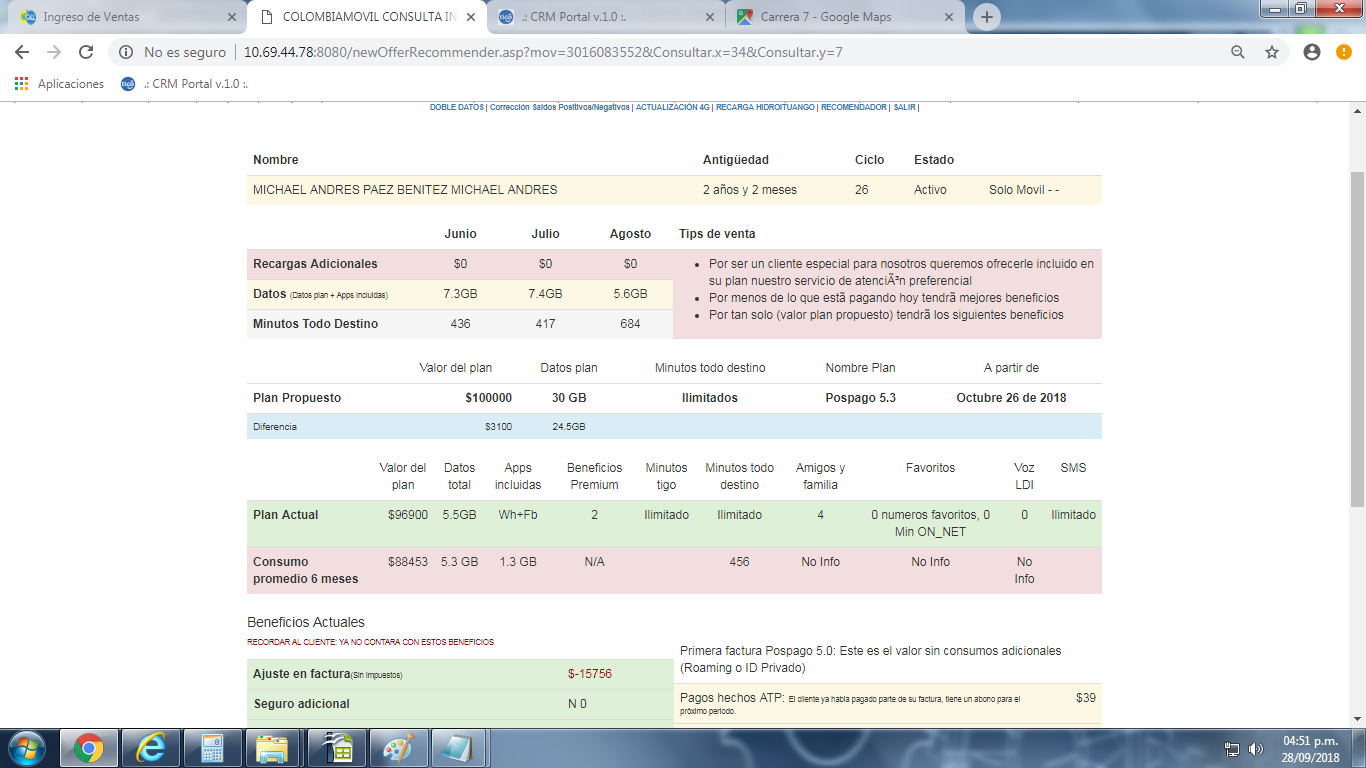 Ingreso de Ventas
COLOMBIAMOVIL CONSULTA IN
.: CRM Portal v.1.0 :.
Carrera 7 - Google Maps
No es seguro | 10.69.44.78:8080/newOfferRecommender.asp?mov=3016083552&Consultar.x=34&Consultar.y=7
Aplicaciones .: CRM Portal v.1.0 :.
DOBLE DATOS | Corrección Saldos Positivos/Negativos | ACTUALIZACIÓN 4G | RECARGA HIDROITUANGO | RECOMENDADOR | SALIR |
Nombre Antigüedad Ciclo Estado
MICHAEL ANDRES PAEZ BENITEZ MICHAEL ANDRES 2 años y 2 meses 26 Activo Solo Movil - -
Junio Julio Agosto Tips de venta
Recargas Adicionales $0 $0 $0
Datos (Datos plan + Apps Incluidas) 7.3GB 7.4GB 5.6GB
Minutos Todo Destino 436 417 684
• Por ser un cliente especial para nosotros queremos ofrecerle incluido en
su plan nuestro servicio de atenciÃ³n preferencial
• Por menos de lo que estã pagando hoy tendrã mejores beneficios
• Por tan solo (valor plan propuesto) tendrã los siguientes beneficios
Valor del plan Datos plan Minutos todo destino Nombre Plan A partir de
Plan Propuesto $100000 30 GB Ilimitados Pospago 5.3 Octubre 26 de 2018
Diferencia $3100 24.5GB
Valor del plan Datos total Apps incluidas Beneficios Premium Minutos tigo Minutos todo destino Amigos y familia Favoritos Voz LDI SMS
Plan Actual $96900 5.5GB Wh+Fb 2 Ilimitado Ilimitado 4 0 numeros favoritos, 0 Min ON_NET 0 Ilimitado
Consumo promedio 6 meses $88453 5.3 GB 1.3 GB N/A 456 No Info No Info No Info
Beneficios Actuales
RECORDAR AL CLIENTE: YA NO CONTARA CON ESTOS BENEFICIOS
Ajuste en factura(Sin Impuestos) $-15756
Seguro adicional N 0
Primera factura Pospago 5.0: Este es el valor sin consumos adicionales
(Roaming o ID Privado)
Pagos hechos ATP: El cliente ya habia pagado parte de su factura, tiene un abono para el
próximo periodo. $39
04:51 p.m.
28/09/2018